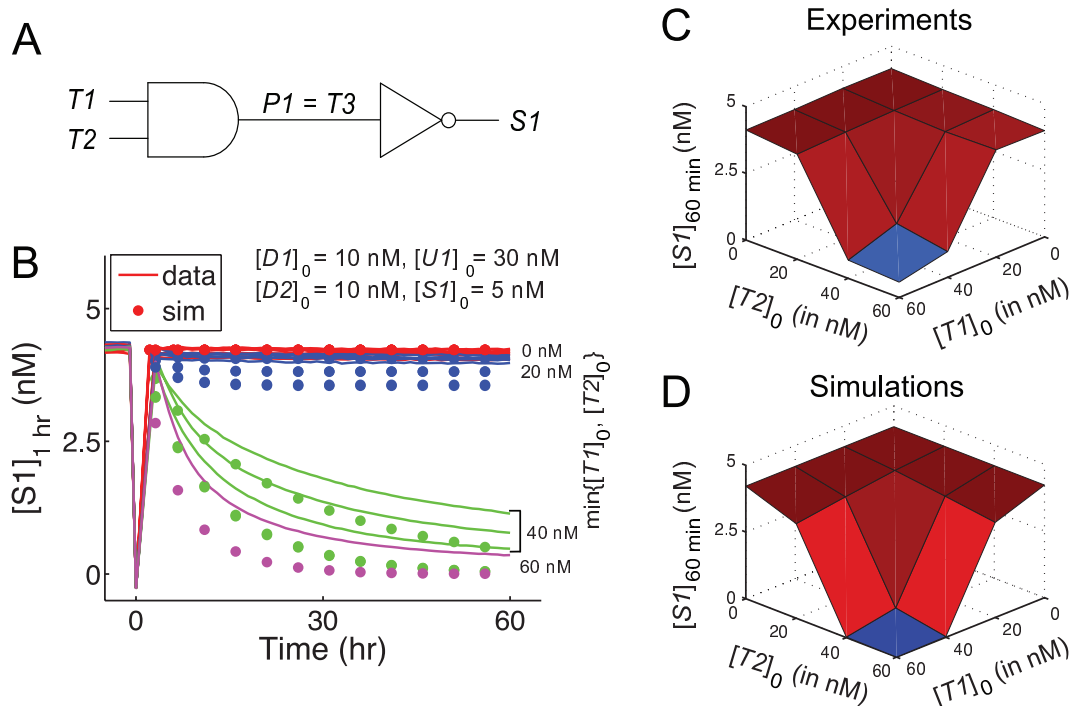 A
T1
T2
P1 = T3
S1
B
data
sim
[D1]0 = 10 nM, [U1]0 = 30 nM
[D2]0 = 10 nM, [S1]0 = 5 nM
[S1]1 hr (nM)
5
2.5
0
0 nM
20 nM
40 nM
60 nM
min{[T1]0, [T2]0}
0
30
60
Time (hr)
C
Experiments
[S1]60 min (nM)
5
2.5
0
0
20
40
60
[T2]0 (in nM)
60
40
20
0
[T1]0 (in nM)
D
Simulations
[S1]60 min (nM)
5
2.5
0
0
20
40
60
[T2]0 (in nM)
60
40
20
0
[T1]0 (in nM)